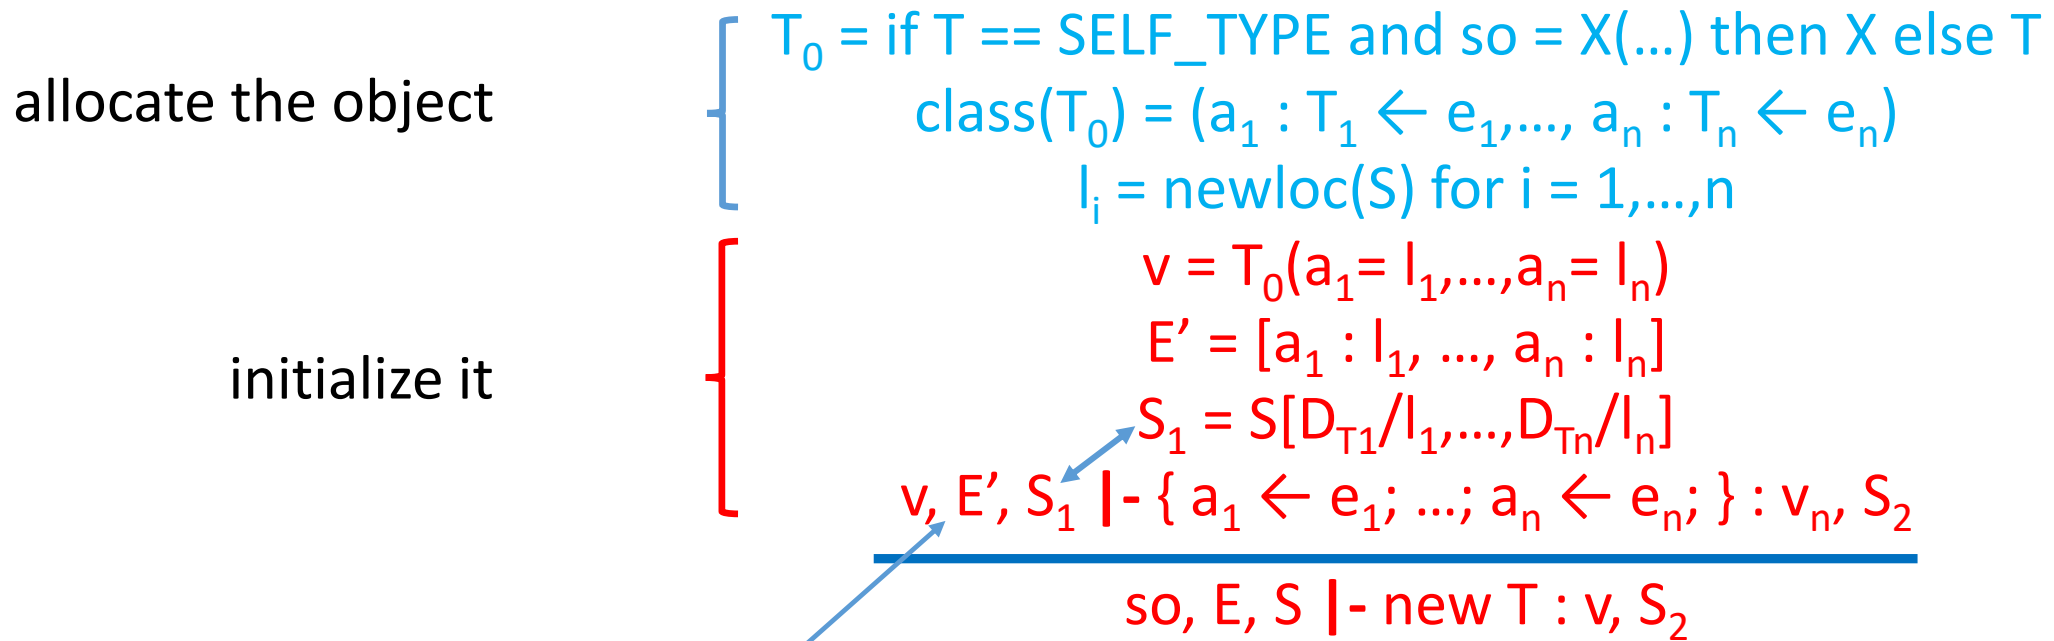 T₀ = if T == SELF_TYPE and so = X(…) then X else T
allocate the object
class(T₀) = (a₁ : T₁ ← e₁,…, aₙ : Tₙ ← eₙ)
lᵢ = newloc(S) for i = 1,…,n
v = T₀(a₁= l₁,…,aₙ= lₙ)
E’ = [a₁ : l₁, …, aₙ : lₙ]
initialize it
S₁ = S[D_T1/l₁,…,D_Tn/lₙ]
v, E’, S₁ |- { a₁ ← e₁; …; aₙ ← eₙ; } : vₙ, S₂
so, E, S |- new T : v, S₂